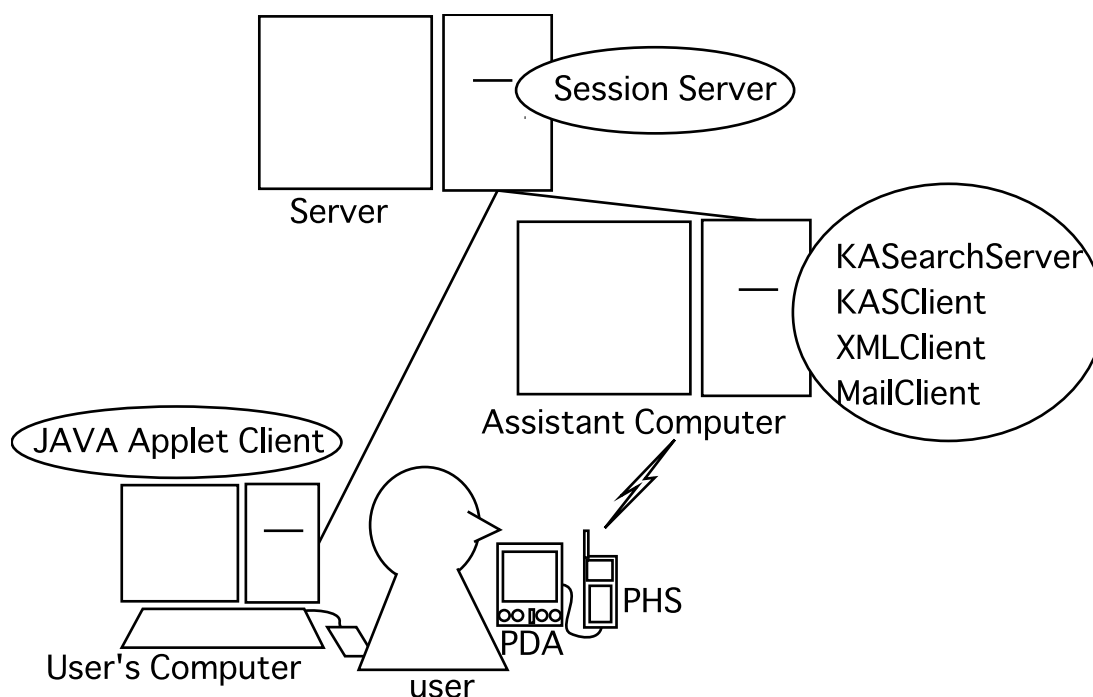 Session Server
Server
KASearchServer
KASClient
XMLClient
MailClient
Assistant Computer
JAVA Applet Client
PHS
PDA
User's Computer
user